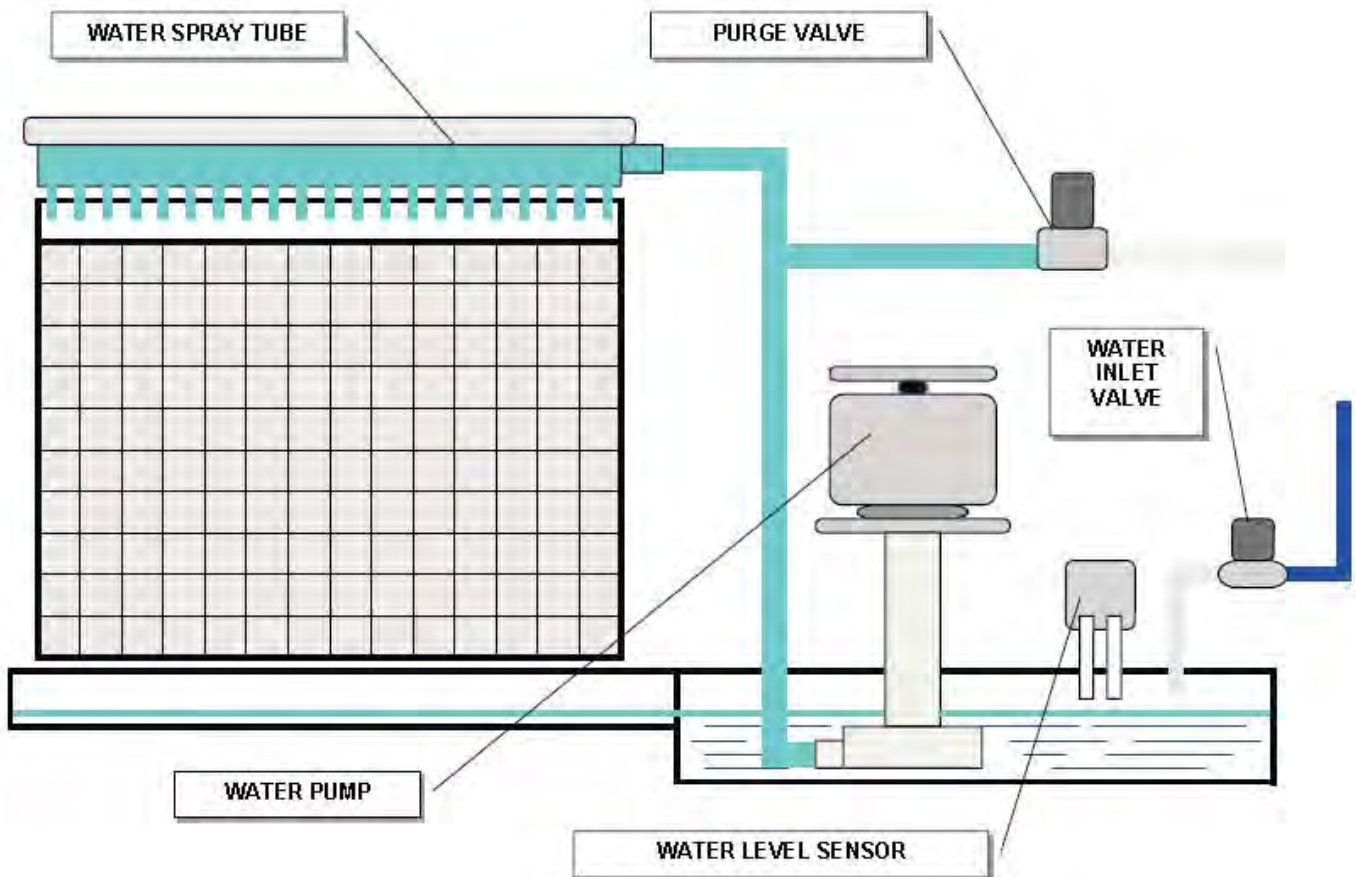 WATER SPRAY TUBE
PURGE VALVE
WATER
INLET
VALVE
WATER PUMP
WATER LEVEL SENSOR